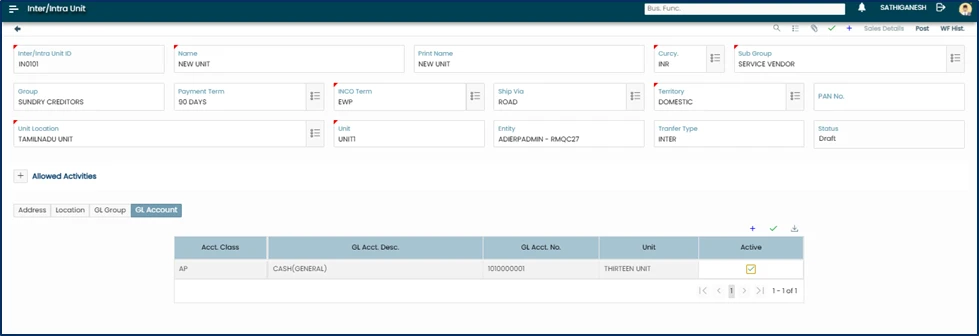 Inter/Intra Unit
Bus. Func.
SATHIGANESH
Sales Details Post WF Hist.
Inter/Intra Unit ID Name Print Name Curcy. Sub Group
IN0101 NEW UNIT NEW UNIT INR SERVICE VENDOR
Group Payment Term INCO Term Ship Via Territory PAN No.
SUNDRY CREDITORS 90 DAYS EWP ROAD DOMESTIC
Unit Location Unit Entity Tranfer Type Status
TAMILNADU UNIT UNIT1 ADIERPADMIN - RMQC27 INTER Draft
+ Allowed Activities
Address Location GL Group GL Account
Acct. Class GL Acct. Desc. GL Acct. No. Unit Active
AP CASH(GENERAL) 1010000001 THIRTEEN UNIT
1 1 - 1 of 1